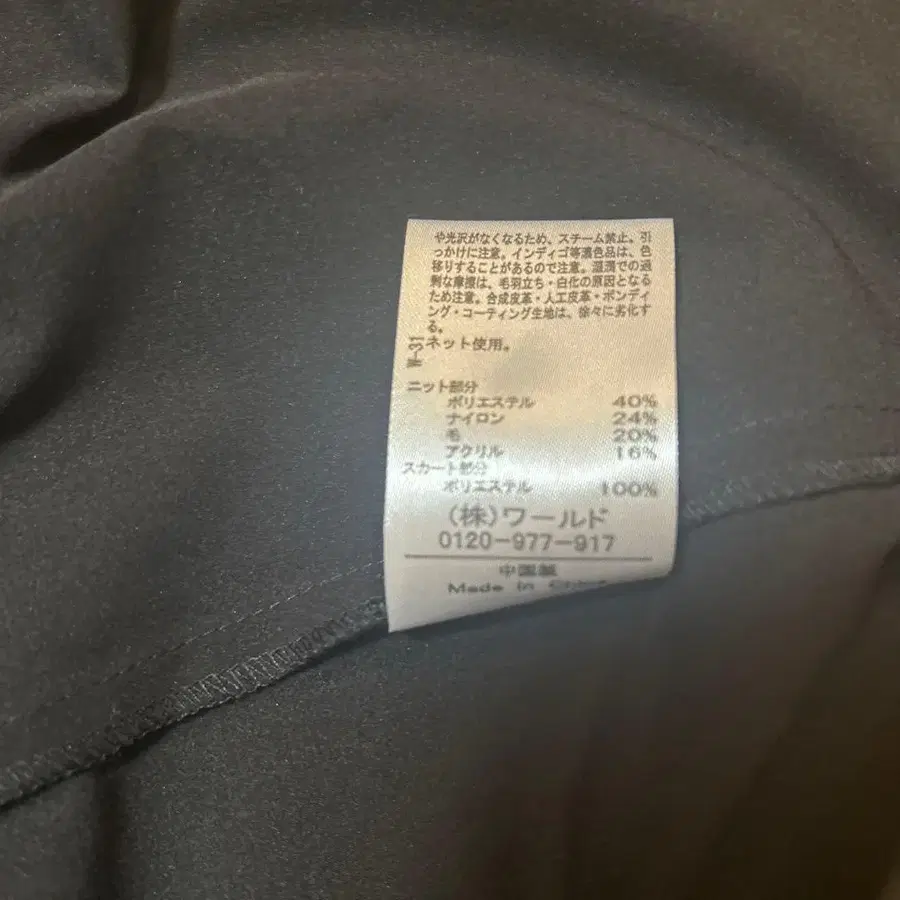 や光沢がなくなるため、スチーム禁止。引
っかけに注意。インディゴ等濃色品は、色
移りすることがあるので注意。湿潤での過
剰な摩擦は、毛羽立ち・白化の原因となる
ため注意。合成皮革・人工皮革・ボンディ
ング・コーティング生地は、徐々に劣化す
る。
ネット使用。
W-31
ニット部分
ポリエステル 40%
ナイロン 24%
毛 20%
アクリル 16%
スカート部分
ポリエステル 100%
(株)ワールド
0120-977-917
中国製
Made in China